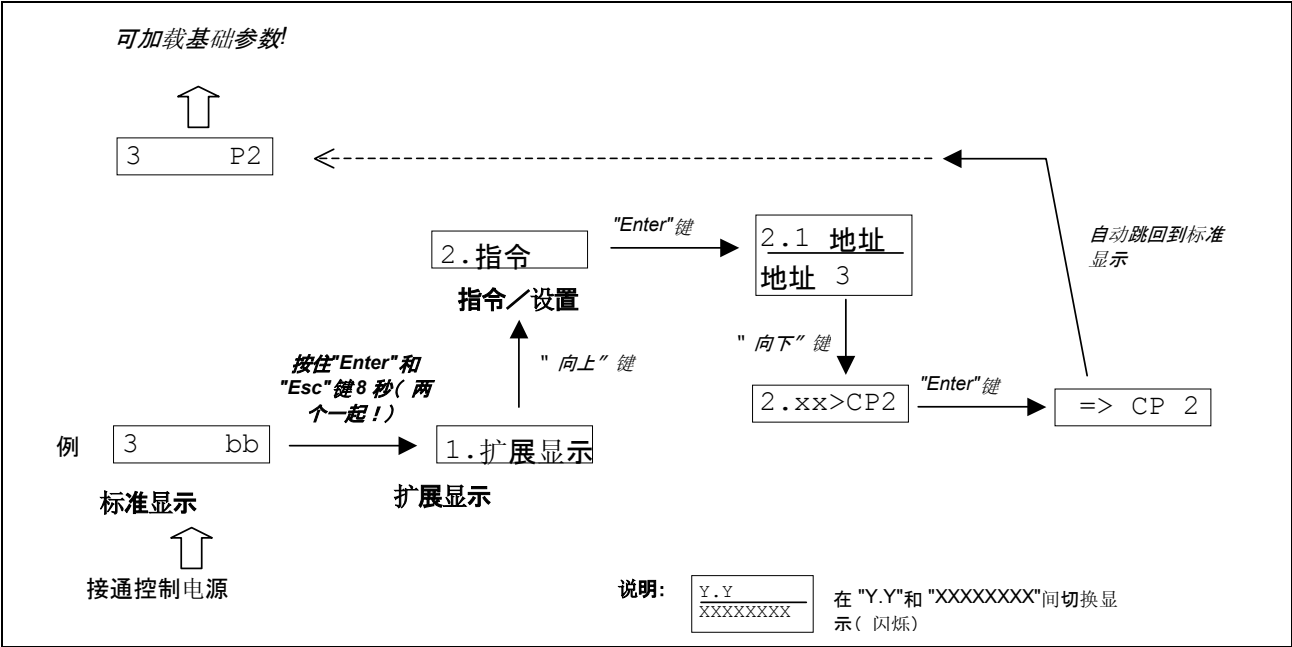 可加载基础参数!
3 P2
"Enter"键
2.1 地址
地址 3
2.指令
指令／设置
自动跳回到标准
显示
"向下"键
"向上"键
按住"Enter"和
"Esc"键8 秒( 两
个一起！)
2.xx>CP2
"Enter"键
=> CP 2
例
3 bb
1.扩展显示
标准显示
扩展显示
接通控制电源
说明:
Y.Y
XXXXXXXX
在 "Y.Y"和 "XXXXXXXX"间切换显
示( 闪烁)